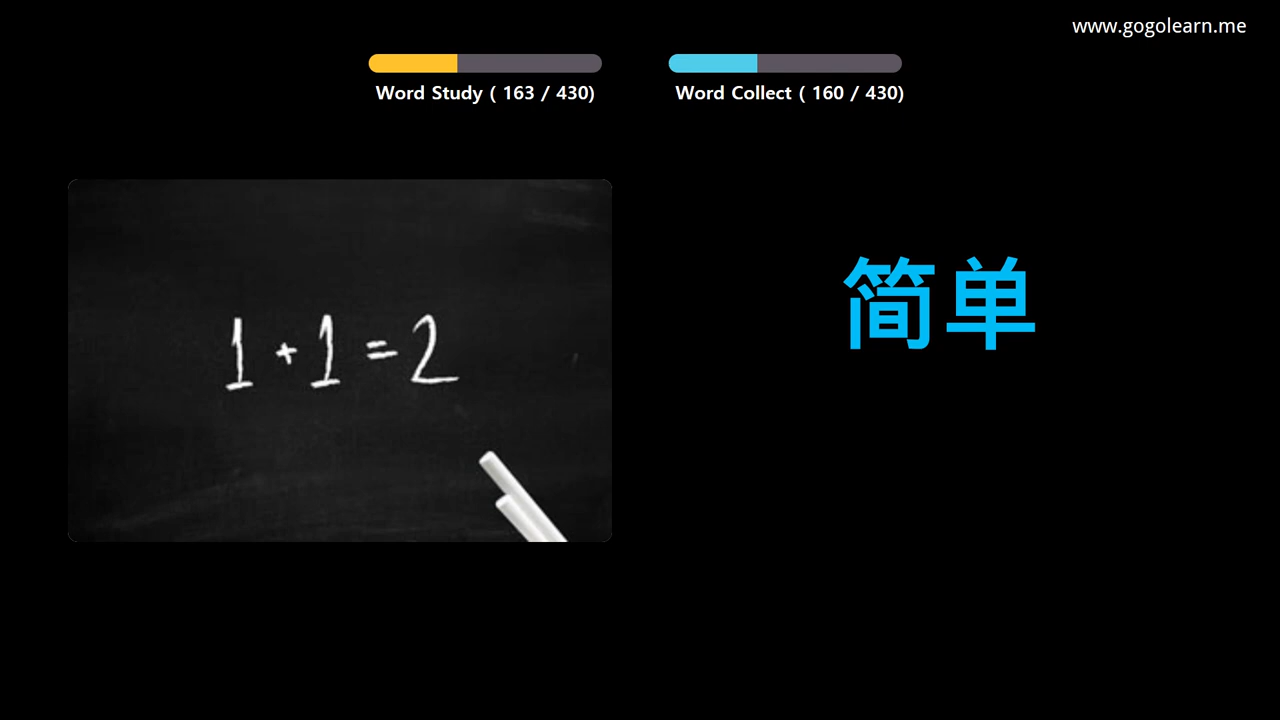 www.gogolearn.me
Word Study ( 163 / 430)
Word Collect ( 160 / 430)
1 + 1 = 2
简单